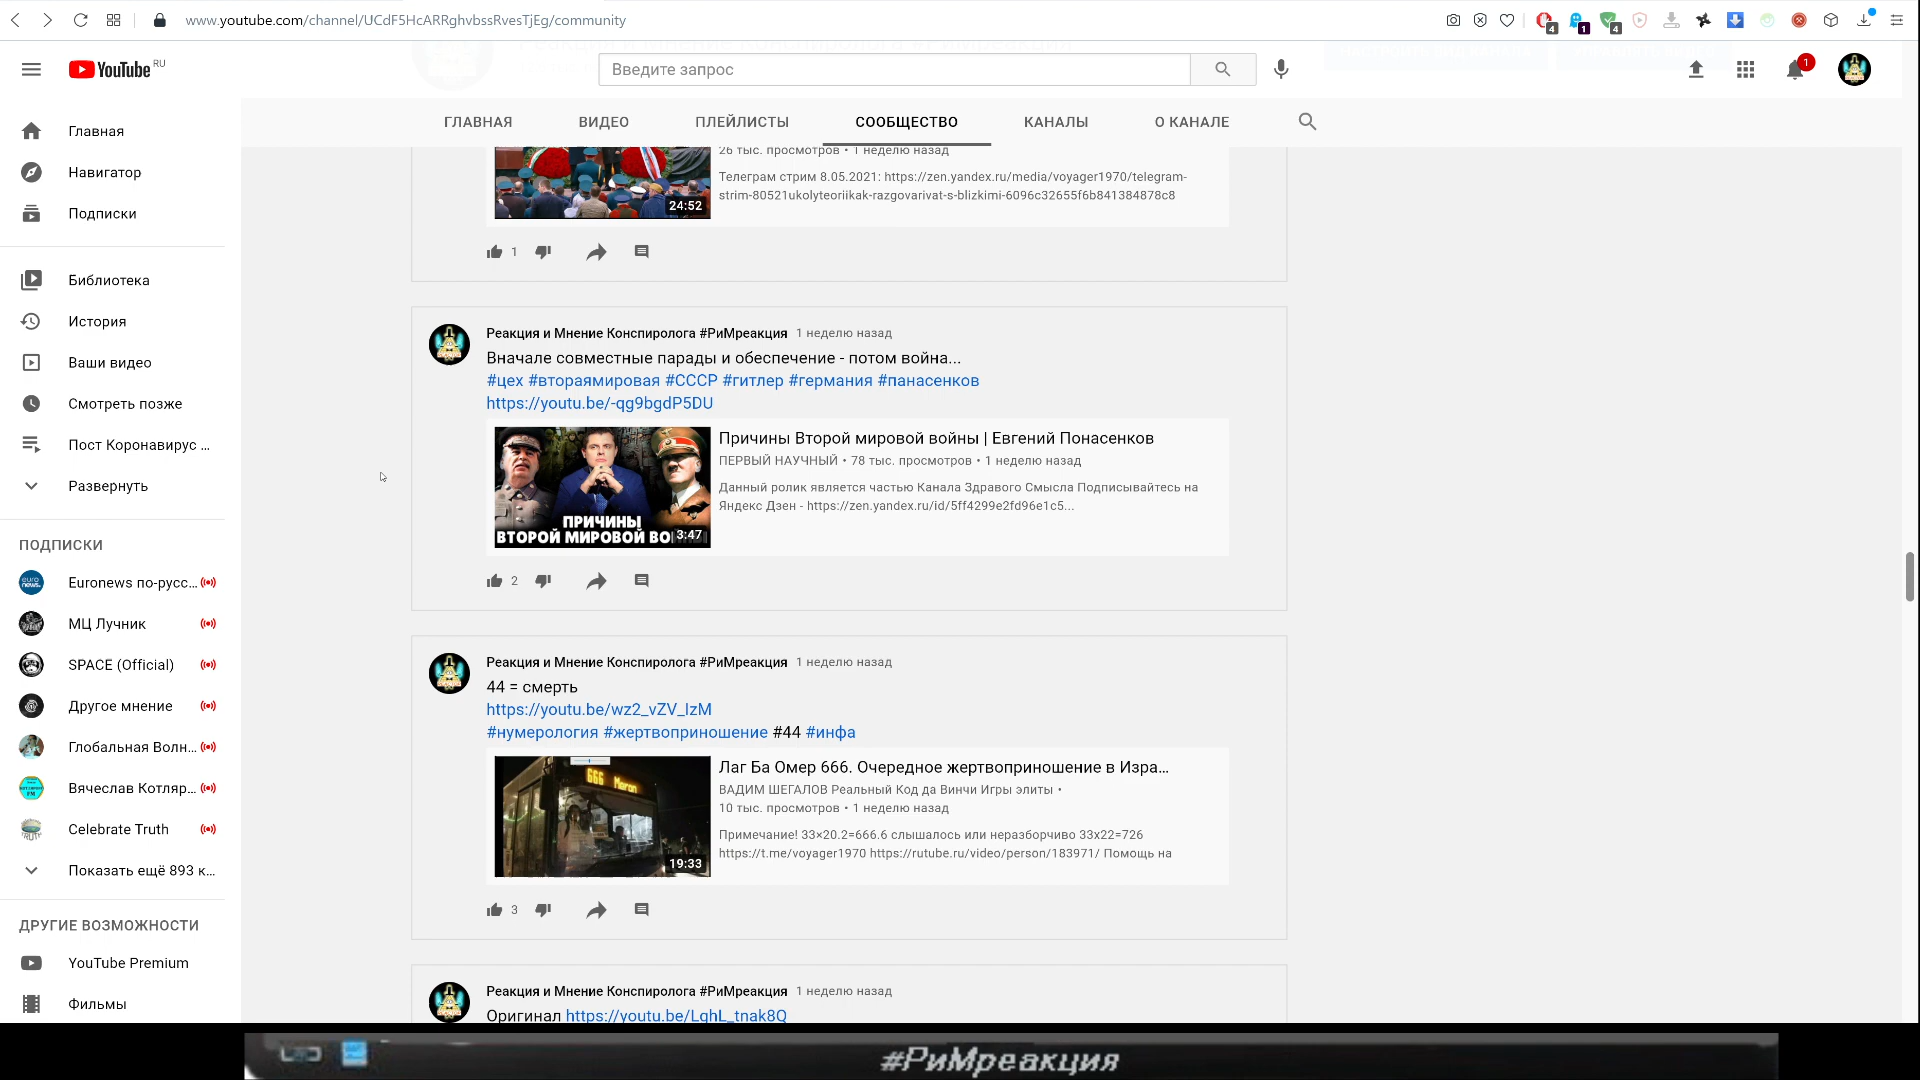 www.youtube.com/channel/UCdF5HcARRghvbssRvesTjEg/community
4
1
4
YouTube RU
Введите запрос
1
ГЛАВНАЯ
ВИДЕО
ПЛЕЙЛИСТЫ
СООБЩЕСТВО
КАНАЛЫ
О КАНАЛЕ
Главная
Навигатор
Подписки
Библиотека
История
Ваши видео
Смотреть позже
Пост Коронавирус ...
Развернуть
ПОДПИСКИ
Euronews по-русс...
МЦ Лучник
SPACE (Official)
Другое мнение
Глобальная Волн...
Вячеслав Котляр...
Celebrate Truth
Показать ещё 893 к...
ДРУГИЕ ВОЗМОЖНОСТИ
YouTube Premium
Фильмы
26 тыс. просмотров • 1 неделю назад
Телеграм стрим 8.05.2021: https://zen.yandex.ru/media/voyager1970/telegram-
strim-80521ukolyteoriikak-razgovarivat-s-blizkimi-6096c32655f6b841384878c8
24:52
1
Реакция и Мнение Конспиролога #РиМреакция 1 неделю назад
Вначале совместные парады и обеспечение - потом война...
#цех #втораямировая #СССР #гитлер #германия #панасенков
https://youtu.be/-qg9bgdP5DU
Причины Второй мировой войны | Евгений Понасенков
ПЕРВЫЙ НАУЧНЫЙ • 78 тыс. просмотров • 1 неделю назад
Данный ролик является частью Канала Здравого Смысла Подписывайтесь на
Яндекс Дзен - https://zen.yandex.ru/id/5ff4299e2fd96e1c5...
ПРИЧИНЫ
ВТОРОЙ МИРОВОЙ ВО
3:47
2
Реакция и Мнение Конспиролога #РиМреакция 1 неделю назад
44 = смерть
https://youtu.be/wz2_vZV_lzM
#нумерология #жертвоприношение #44 #инфа
666 Meron
Лаг Ба Омер 666. Очередное жертвоприношение в Изра...
ВАДИМ ШЕГАЛОВ Реальный Код да Винчи Игры элиты •
10 тыс. просмотров • 1 неделю назад
Примечание! 33×20.2=666.6 слышалось или неразборчиво 33x22=726
https://t.me/voyager1970 https://rutube.ru/video/person/183971/ Помощь на
19:33
3
Реакция и Мнение Конспиролога #РиМреакция 1 неделю назад
Оригинал https://youtu.be/LqhL_tnak8Q
#РиМреакция